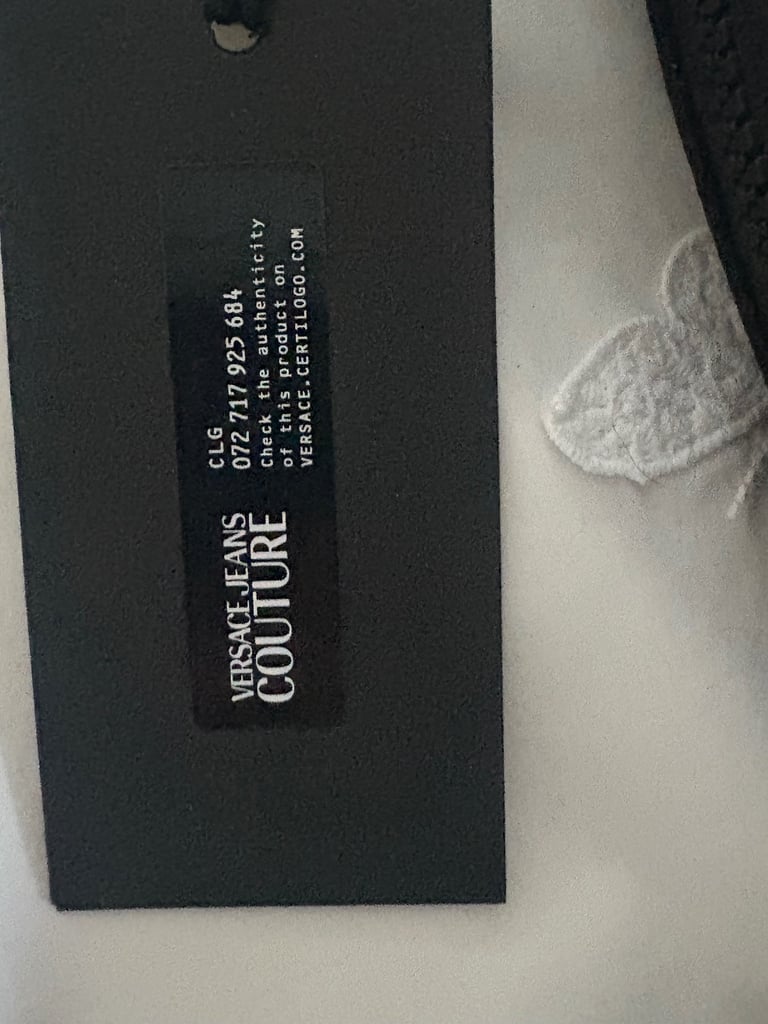 VERSACE JEANS
COUTURE
CLG
072 717 925 684
Check the authenticity
of this product on
VERSACE.CERTILOGO.COM